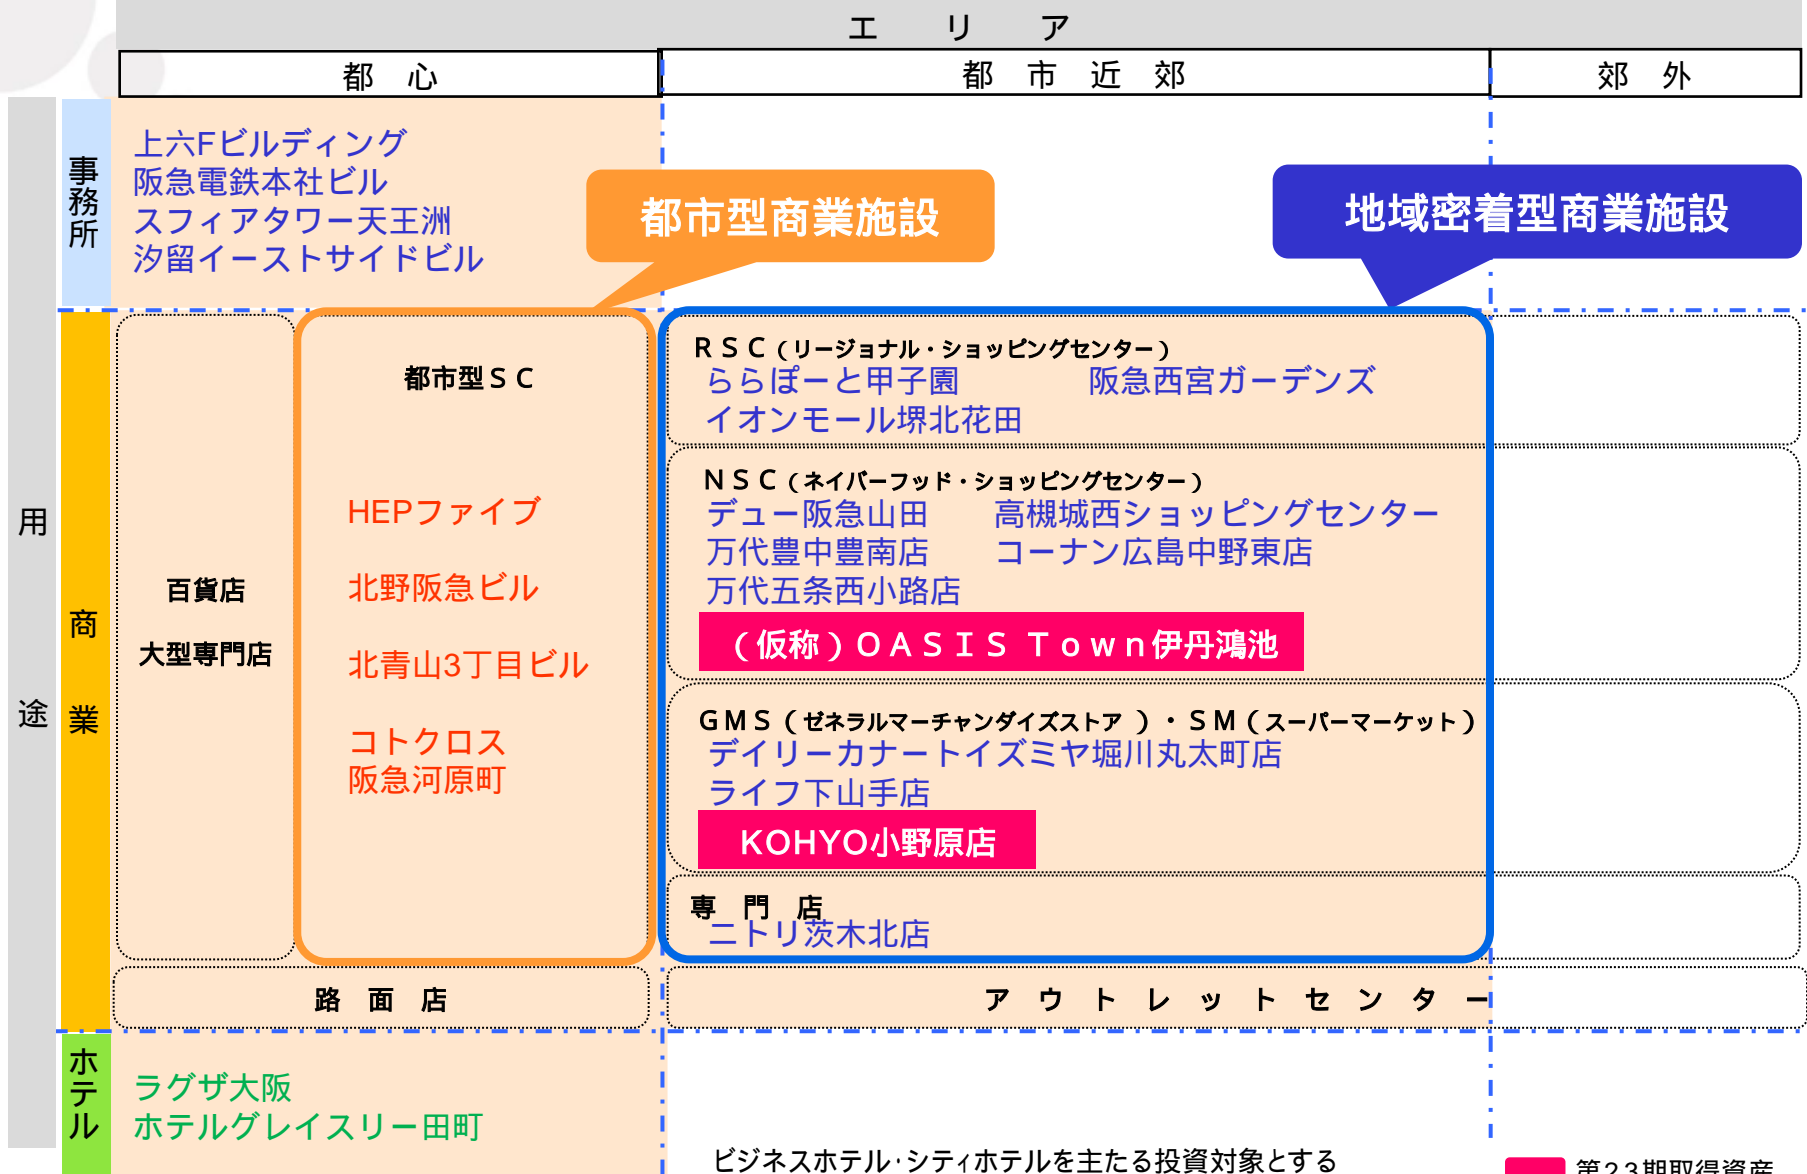 エリア
都心
都市近郊
郊外
用途
事務所
上六Fビルディング
阪急電鉄本社ビル
スフィアタワー天王洲
汐留イーストサイドビル
都市型商業施設
地域密着型商業施設
商業
百貨店
大型専門店
都市型SC
HEPファイブ
北野阪急ビル
北青山3丁目ビル
コトクロス
阪急河原町
RSC(リージョナル・ショッピングセンター)
ららぽーと甲子園 阪急西宮ガーデンズ
イオンモール堺北花田
NSC(ネイバーフッド・ショッピングセンター)
デュー阪急山田 高槻城西ショッピングセンター
万代豊中豊南店 コーナン広島中野東店
万代五条西小路店
(仮称)OASIS Town伊丹鴻池
GMS(ゼネラルマーチャンダイズストア)・SM(スーパーマーケット)
デイリーカナートイズミヤ堀川丸太町店
ライフ下山手店
KOHYO小野原店
専門店
ニトリ茨木北店
路面店
アウトレットセンター
ホテル
ラグザ大阪
ホテルグレイスリー田町
ビジネスホテル・シティホテルを主たる投資対象とする
第23期取得資産